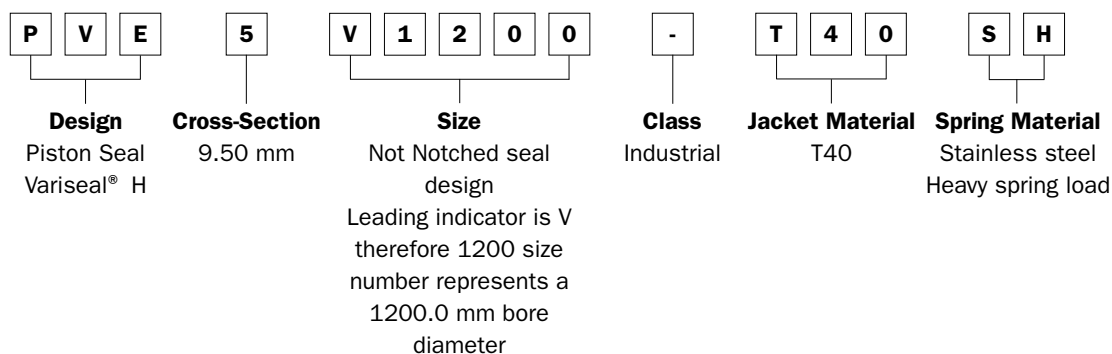 P V E 5 V 1 2 0 0 - T 4 0 S H
Design Cross-Section Size Class Jacket Material Spring Material
Piston Seal 9.50 mm Not Notched seal Industrial T40 Stainless steel
Variseal® H design Heavy spring load
Leading indicator is V
therefore 1200 size
number represents a
1200.0 mm bore
diameter